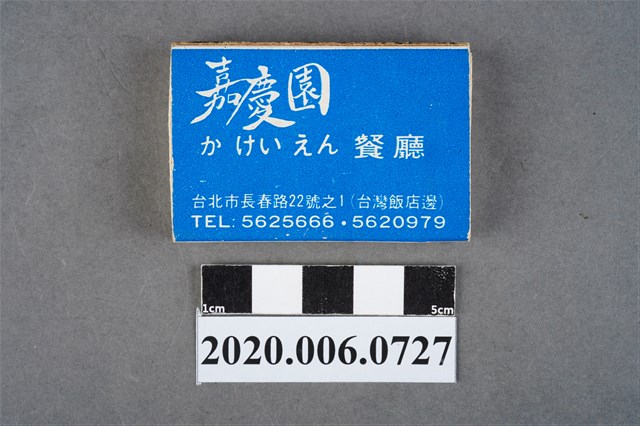 嘉慶園
かけいえん 餐廳
台北市長春路22號之1(台灣飯店邊)
TEL: 5625666・5620979
1cm 5cm
2020.006.0727